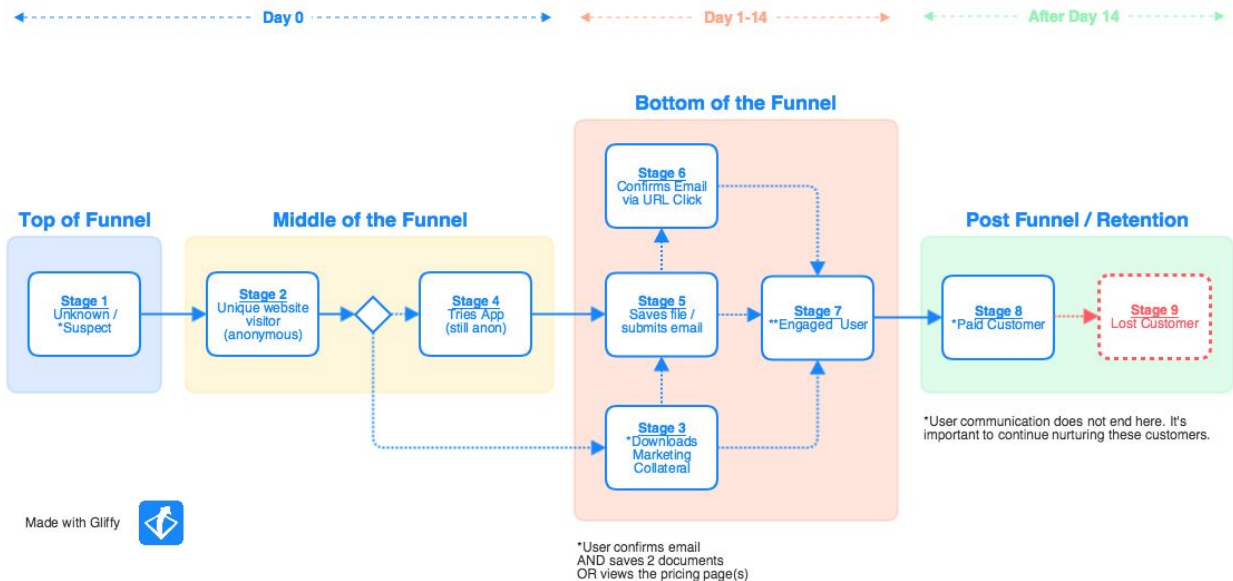 Day 0
Day 1-14
After Day 14
Bottom of the Funnel
Top of Funnel
Middle of the Funnel
Post Funnel / Retention
Stage 1
Unknown /
*Suspect
Stage 2
Unique website
visitor
(anonymous)
Stage 4
Tries App
(still anon)
Stage 6
Confirms Email
via URL Click
Stage 5
Saves file /
submits email
Stage 3
*Downloads
Marketing
Collateral
Stage 7
**Engaged User
Stage 8
*Paid Customer
Stage 9
Lost Customer
*User communication does not end here. It's
important to continue nurturing these customers.
Made with Gliffy
*User confirms email
AND saves 2 documents
OR views the pricing page(s)